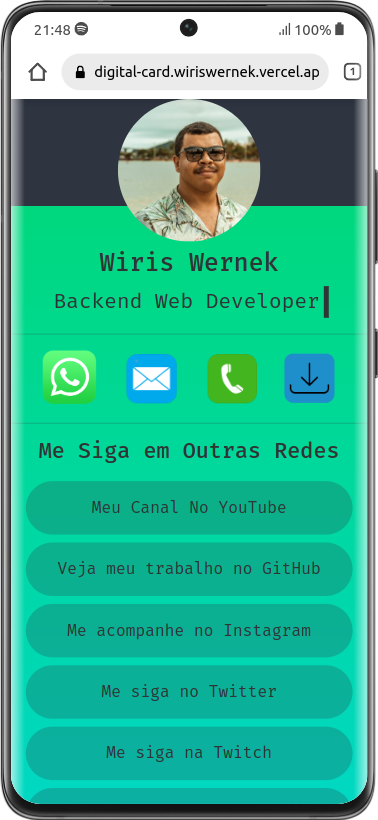 21:48
100%
digital-card.wiriswernek.vercel.ap
1
Wiris Wernek
Backend Web Developer
Me Siga em Outras Redes
Meu Canal No YouTube
Veja meu trabalho no GitHub
Me acompanhe no Instagram
Me siga no Twitter
Me siga na Twitch